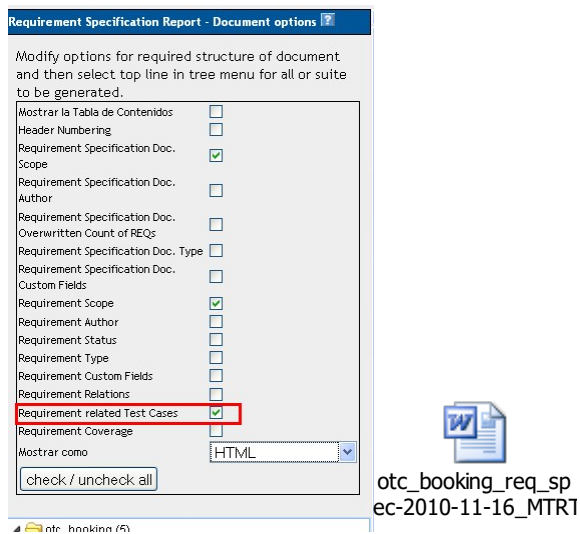 Requirement Specification Report - Document options ?
Modify options for required structure of document
and then select top line in tree menu for all or suite
to be generated.
Mostrar la Tabla de Contenidos
Header Numbering
Requirement Specification Doc.
Scope
Requirement Specification Doc.
Author
Requirement Specification Doc.
Overwritten Count of REQs
Requirement Specification Doc. Type
Requirement Specification Doc.
Custom Fields
Requirement Scope
Requirement Author
Requirement Status
Requirement Type
Requirement Custom Fields
Requirement Relations
Requirement related Test Cases
Requirement Coverage
Mostrar como HTML
check / uncheck all
otc_booking (5)
W
otc_booking_req_sp
ec-2010-11-16_MTRT